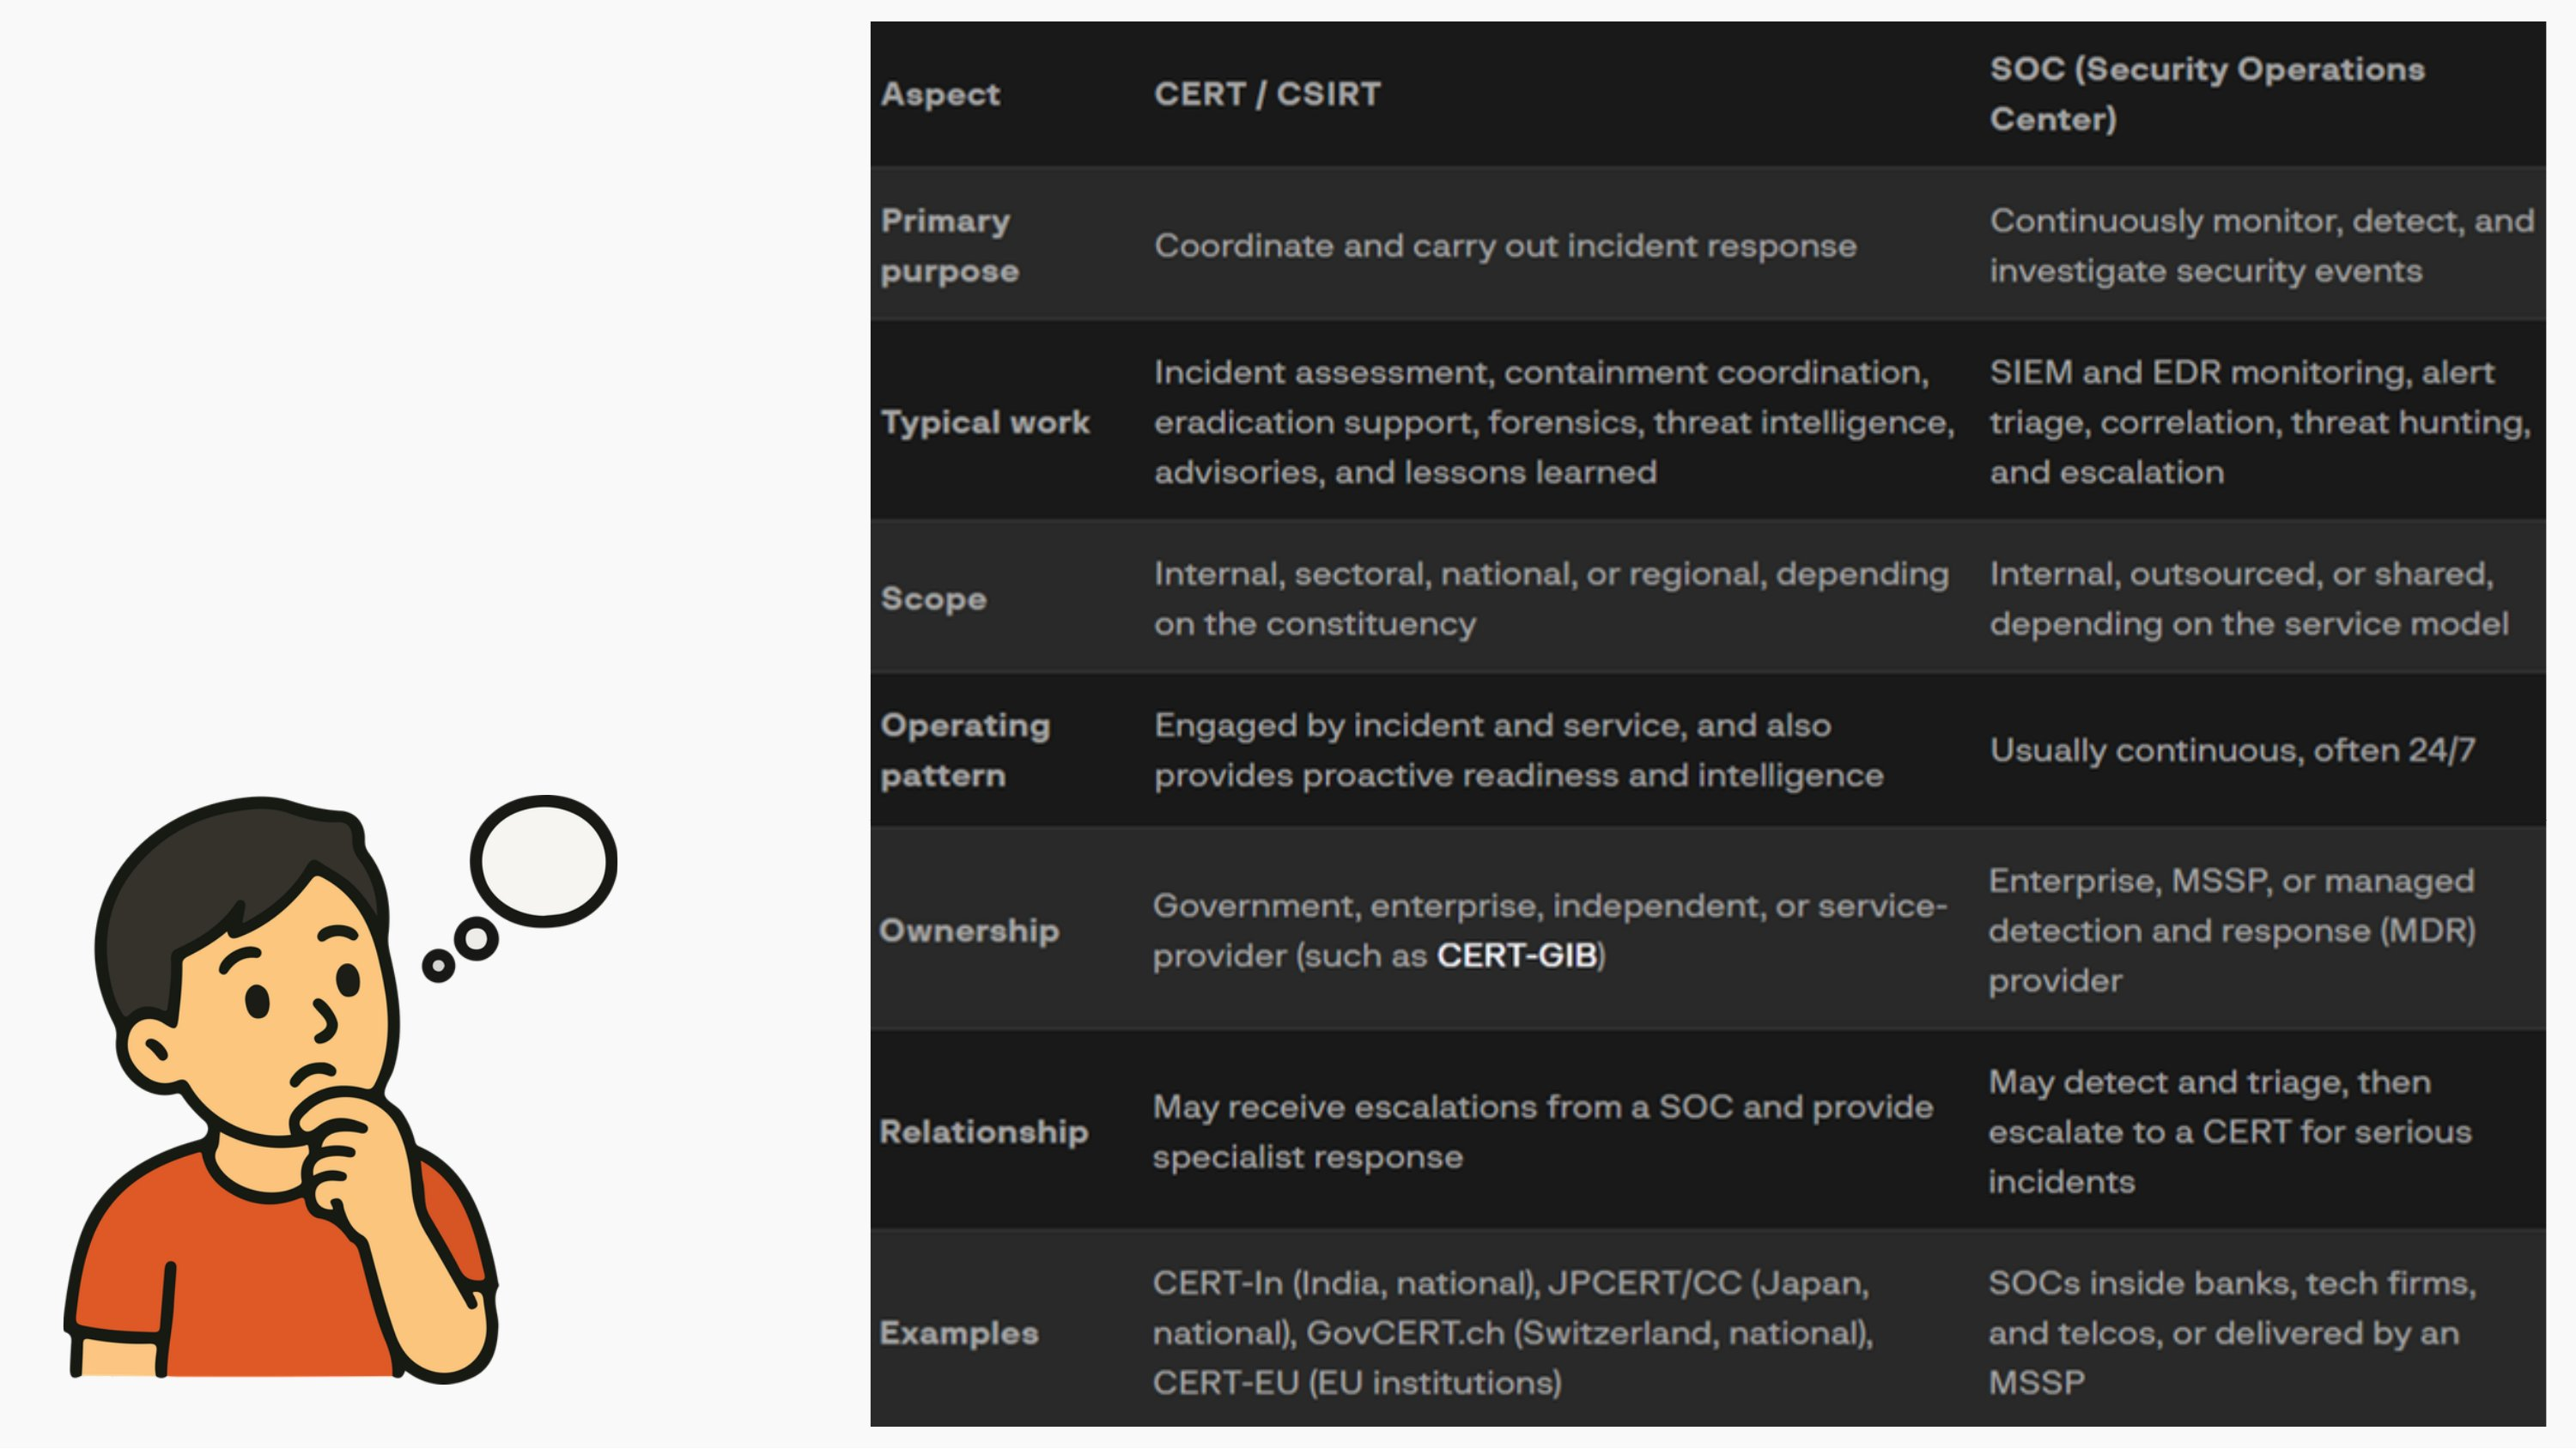 Aspect
CERT / CSIRT
SOC (Security Operations
Center)
Primary
purpose
Coordinate and carry out incident response
Continuously monitor, detect, and
investigate security events
Typical work
Incident assessment, containment coordination,
eradication support, forensics, threat intelligence,
advisories, and lessons learned
SIEM and EDR monitoring, alert
triage, correlation, threat hunting,
and escalation
Scope
Internal, sectoral, national, or regional, depending
on the constituency
Internal, outsourced, or shared,
depending on the service model
Operating
pattern
Engaged by incident and service, and also
provides proactive readiness and intelligence
Usually continuous, often 24/7
Ownership
Government, enterprise, independent, or service-
provider (such as CERT-GIB)
Enterprise, MSSP, or managed
detection and response (MDR)
provider
Relationship
May receive escalations from a SOC and provide
specialist response
May detect and triage, then
escalate to a CERT for serious
incidents
Examples
CERT-In (India, national), JPCERT/CC (Japan,
national), GovCERT.ch (Switzerland, national),
CERT-EU (EU institutions)
SOCs inside banks, tech firms,
and telcos, or delivered by an
MSSP